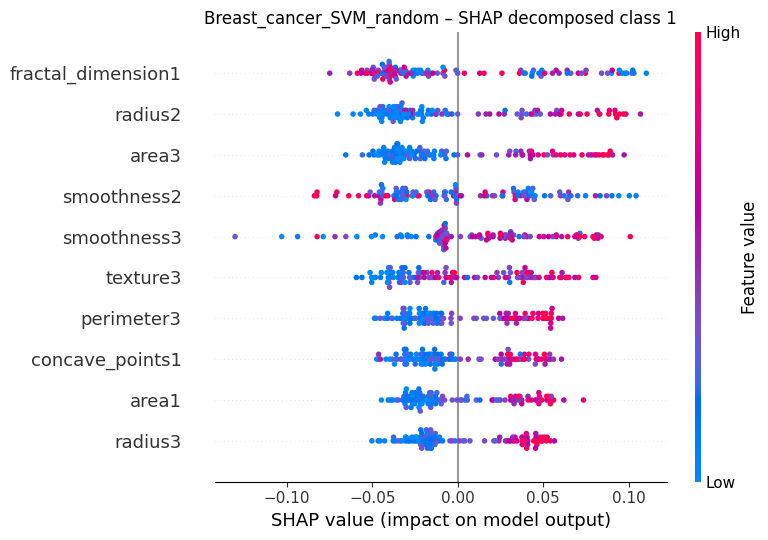 Breast_cancer_SVM_random – SHAP decomposed class 1
High
fractal_dimension1
radius2
area3
smoothness2
smoothness3
texture3
perimeter3
concave_points1
area1
radius3
Feature value
Low
−0.10 −0.05 0.00 0.05 0.10
SHAP value (impact on model output)